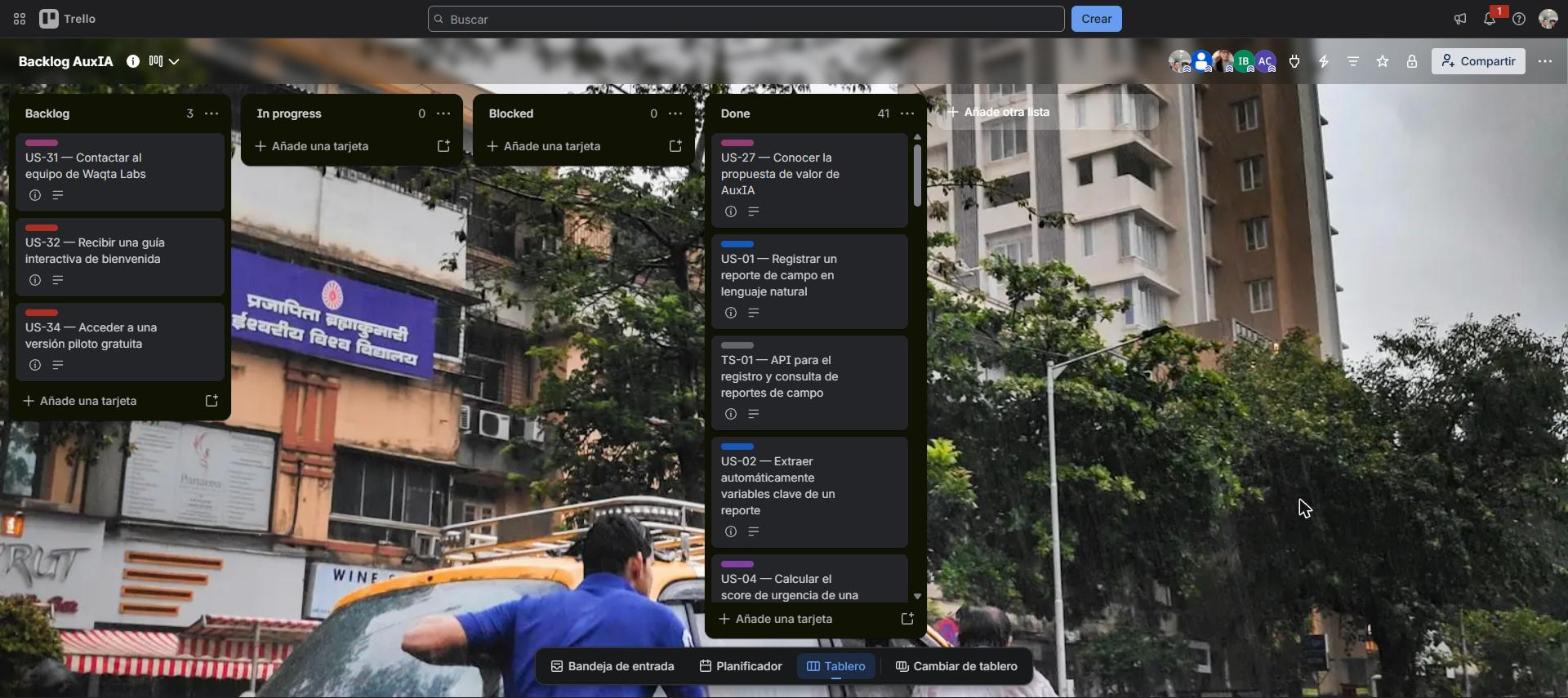 Trello
Buscar
Crear
1
Backlog AuxIA
IB
AC
Compartir
Backlog
3
US-31 — Contactar al
equipo de Waqta Labs
US-32 — Recibir una guía
interactiva de bienvenida
US-34 — Acceder a una
versión piloto gratuita
Añade una tarjeta
In progress
0
Añade una tarjeta
Blocked
0
Añade una tarjeta
Done
41
US-27 — Conocer la
propuesta de valor de
AuxIA
US-01 — Registrar un
reporte de campo en
lenguaje natural
TS-01 — API para el
registro y consulta de
reportes de campo
US-02 — Extraer
automáticamente
variables clave de un
reporte
US-04 — Calcular el
score de urgencia de una
Añade una tarjeta
Añade otra lista
प्रजापिता ब्रह्माकुमारी
ईश्वरीय विश्व विद्यालय
WINE
Bandeja de entrada
Planificador
Tablero
Cambiar de tablero